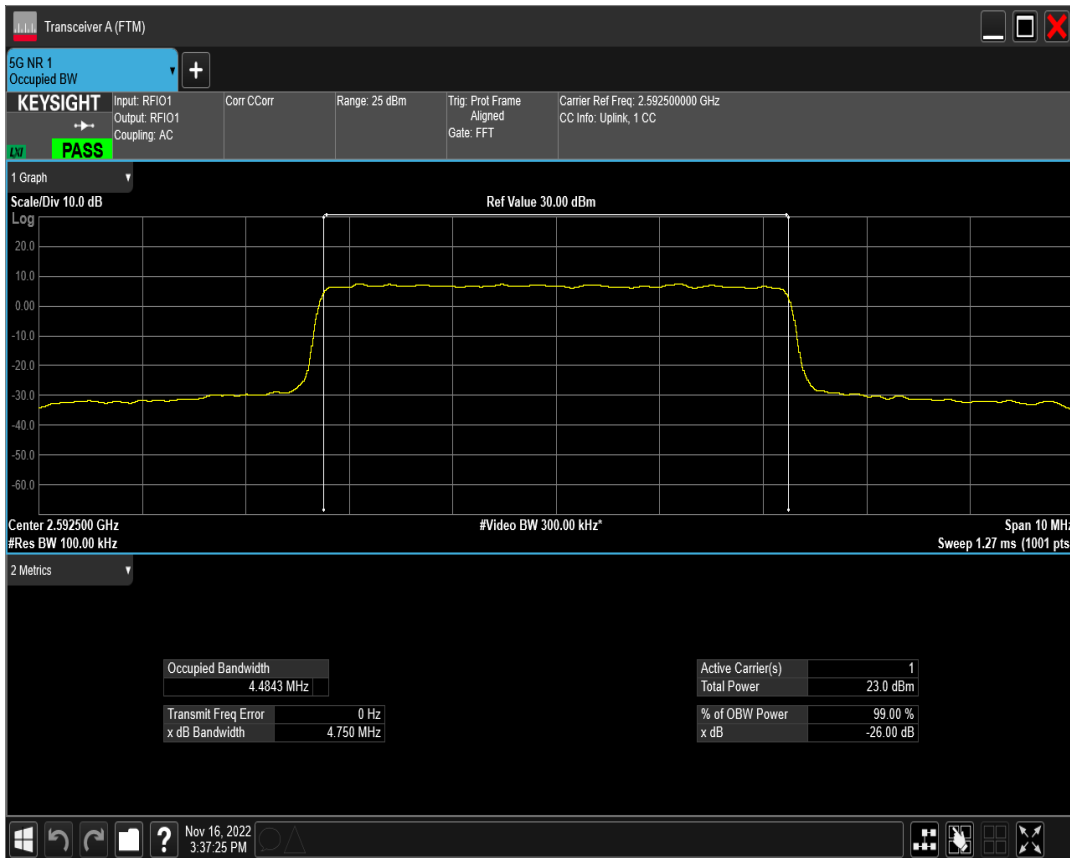 Transceiver A (FTM)
5G NR 1
Occupied BW
+
KEYSIGHT
LXI
PASS
Input: RFIO1
Output: RFIO1
Coupling: AC
Corr CCorr
Range: 25 dBm
Trig: Prot Frame
Aligned
Gate: FFT
Carrier Ref Freq: 2.592500000 GHz
CC Info: Uplink, 1 CC
1 Graph
Scale/Div 10.0 dB
Ref Value 30.00 dBm
Log
20.0
10.0
0.00
-10.0
-20.0
-30.0
-40.0
-50.0
-60.0
Center 2.592500 GHz
#Video BW 300.00 kHz*
Span 10 MHz
#Res BW 100.00 kHz
Sweep 1.27 ms (1001 pts
2 Metrics
Occupied Bandwidth
4.4843 MHz
Transmit Freq Error 0 Hz
x dB Bandwidth 4.750 MHz
Active Carrier(s) 1
Total Power 23.0 dBm
% of OBW Power 99.00 %
x dB -26.00 dB
?
Nov 16, 2022
3:37:25 PM